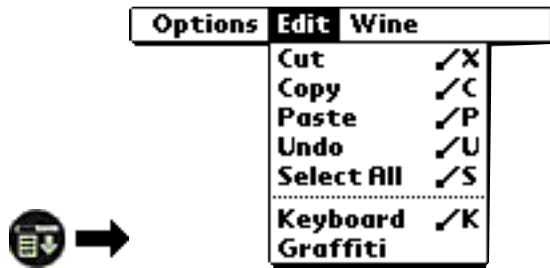 Options Edit Wine
Cut ⁄X
Copy ⁄C
Paste ⁄P
Undo ⁄U
Select All ⁄S
Keyboard ⁄K
Graffiti